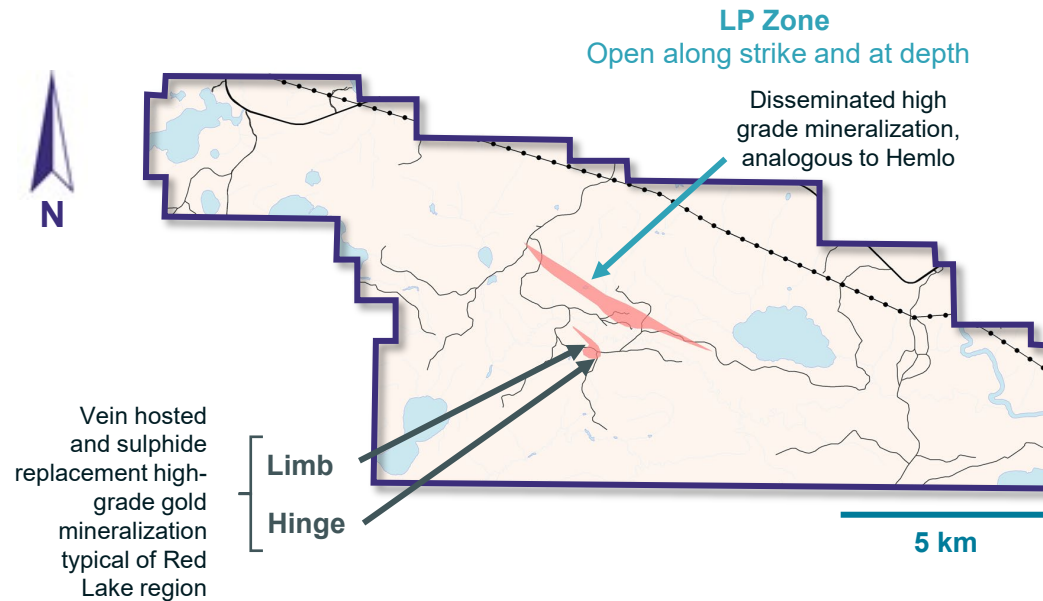 LP Zone
Open along strike and at depth
Disseminated high
grade mineralization,
analogous to Hemlo
N
Vein hosted
and sulphide
replacement high-
grade gold
mineralization
typical of Red
Lake region
Limb
Hinge
5 km